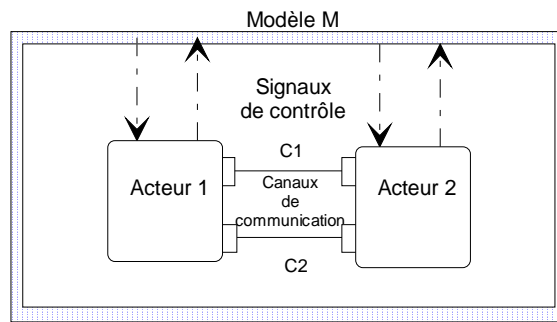 Modèle M
Signaux
de contrôle
C1
Acteur 1
Canaux
de
communication
Acteur 2
C2